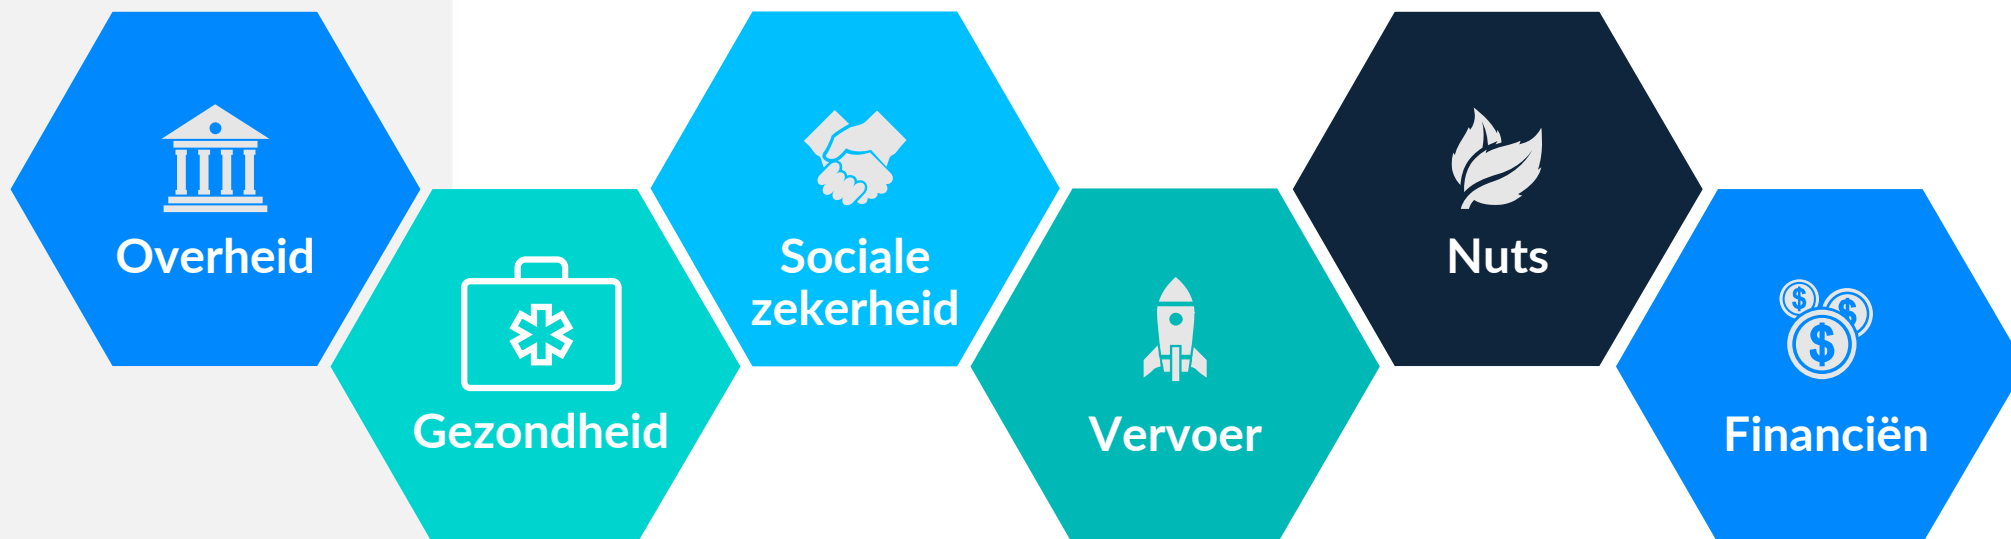 Overheid
Gezondheid
Sociale
zekerheid
Vervoer
Nuts
Financiën